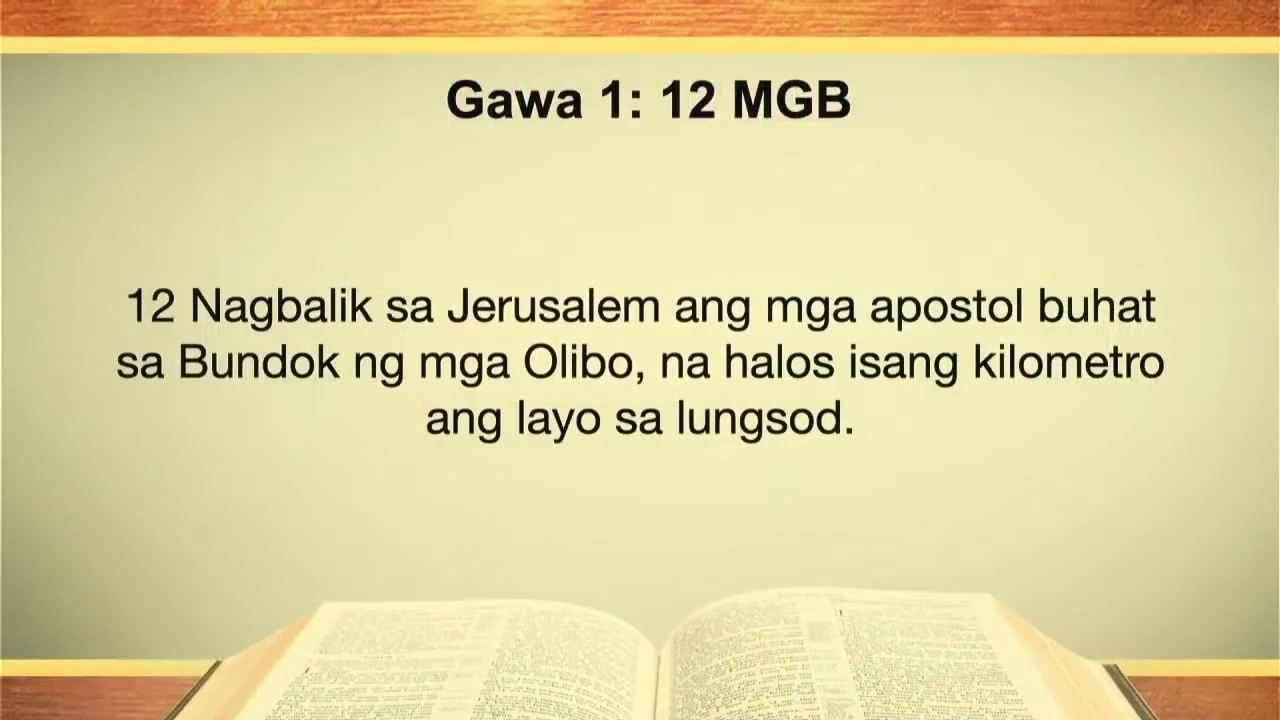 Gawa 1: 12 MGB
12 Nagbalik sa Jerusalem ang mga apostol buhat
sa Bundok ng mga Olibo, na halos isang kilometro
ang layo sa lungsod.